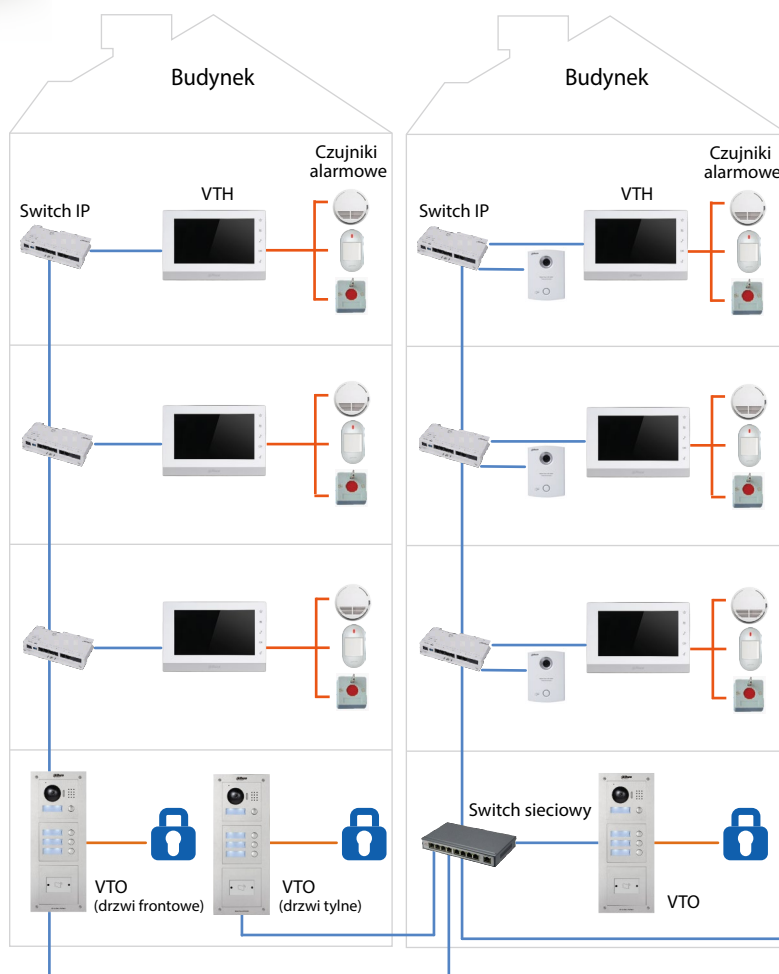 Budynek
Budynek
Czujniki
alarmowe
VTH
Switch IP
Czujniki
alarmowe
VTH
Switch IP
Switch sieciowy
VTO
(drzwi frontowe)
VTO
(drzwi tylne)
VTO